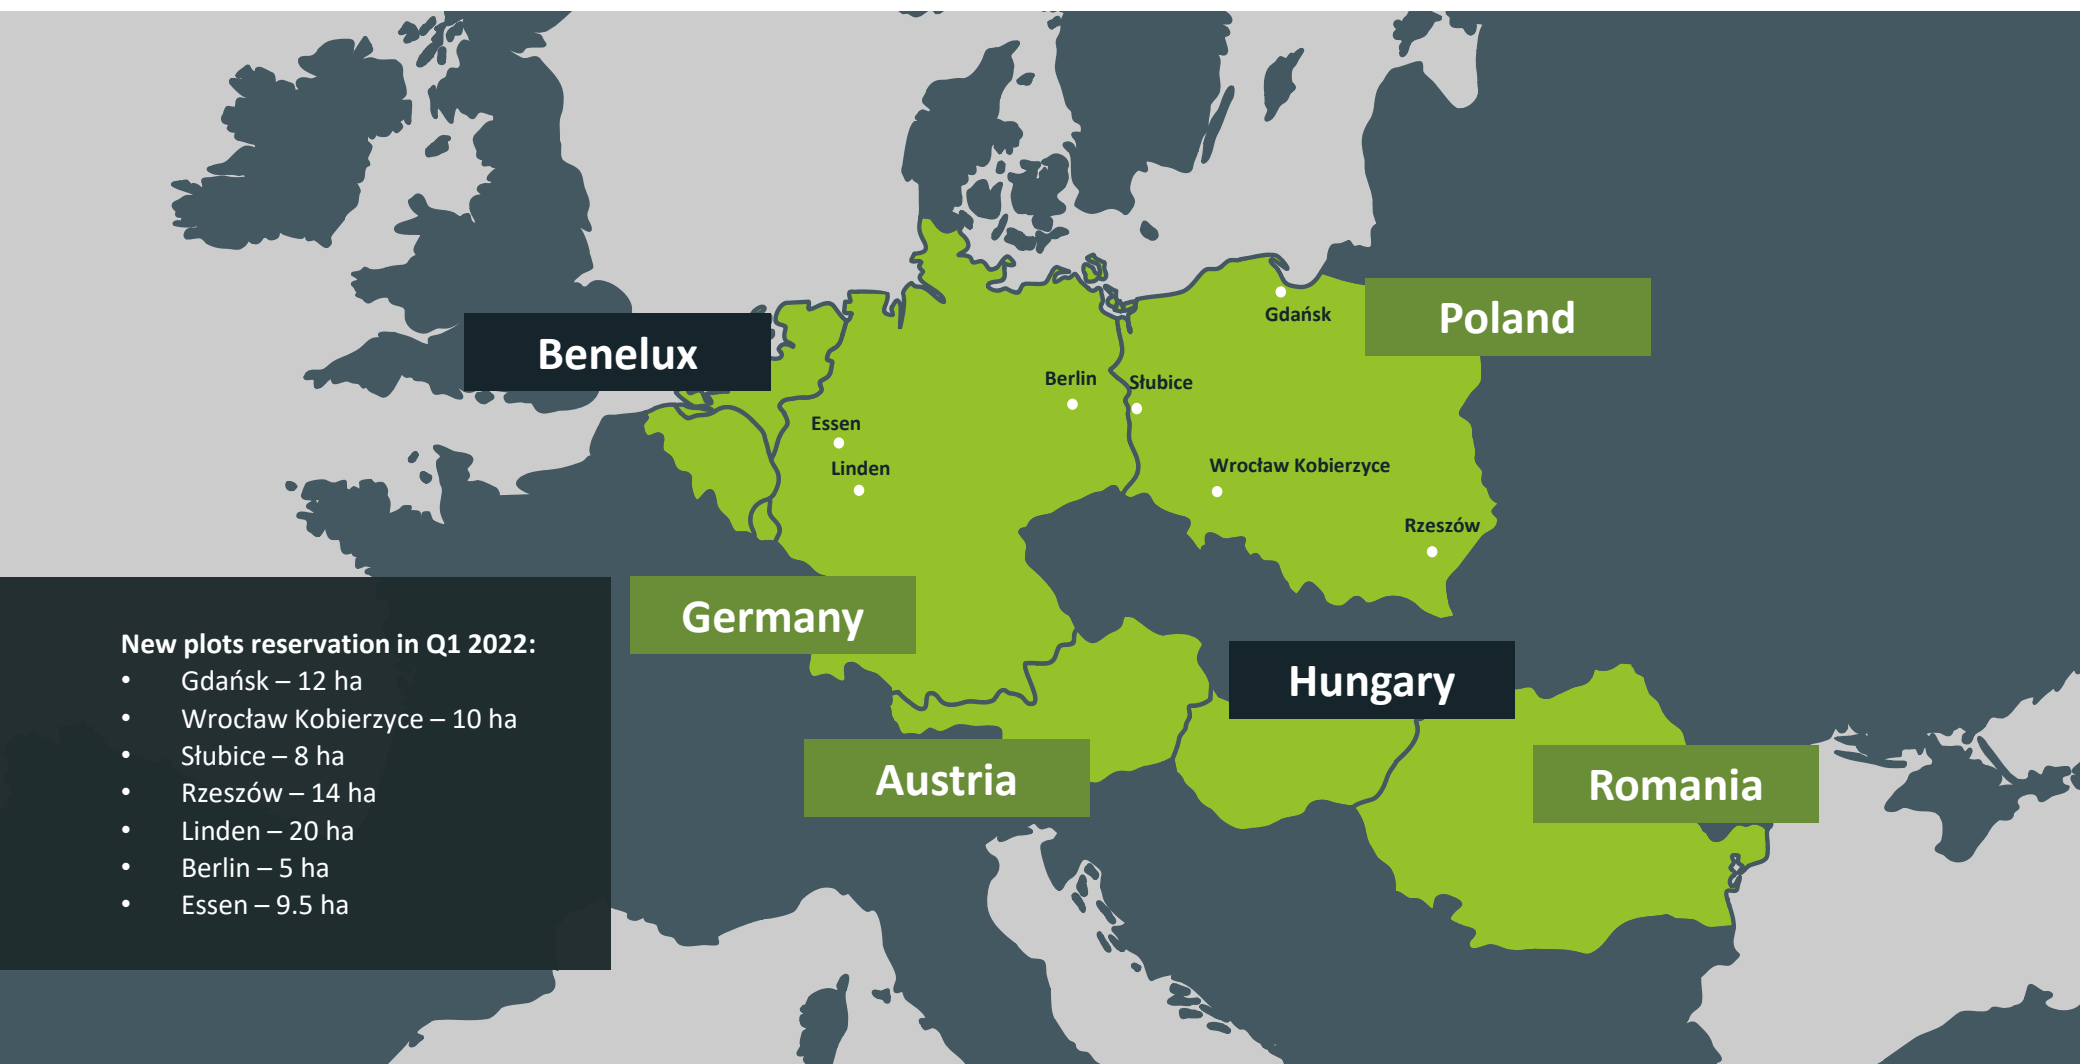 Gdańsk
Poland
Benelux
Berlin
Słubice
Essen
Linden
Wrocław Kobierzyce
Rzeszów
Germany
Hungary
Austria
Romania
New plots reservation in Q1 2022:
• Gdańsk – 12 ha
• Wrocław Kobierzyce – 10 ha
• Słubice – 8 ha
• Rzeszów – 14 ha
• Linden – 20 ha
• Berlin – 5 ha
• Essen – 9.5 ha